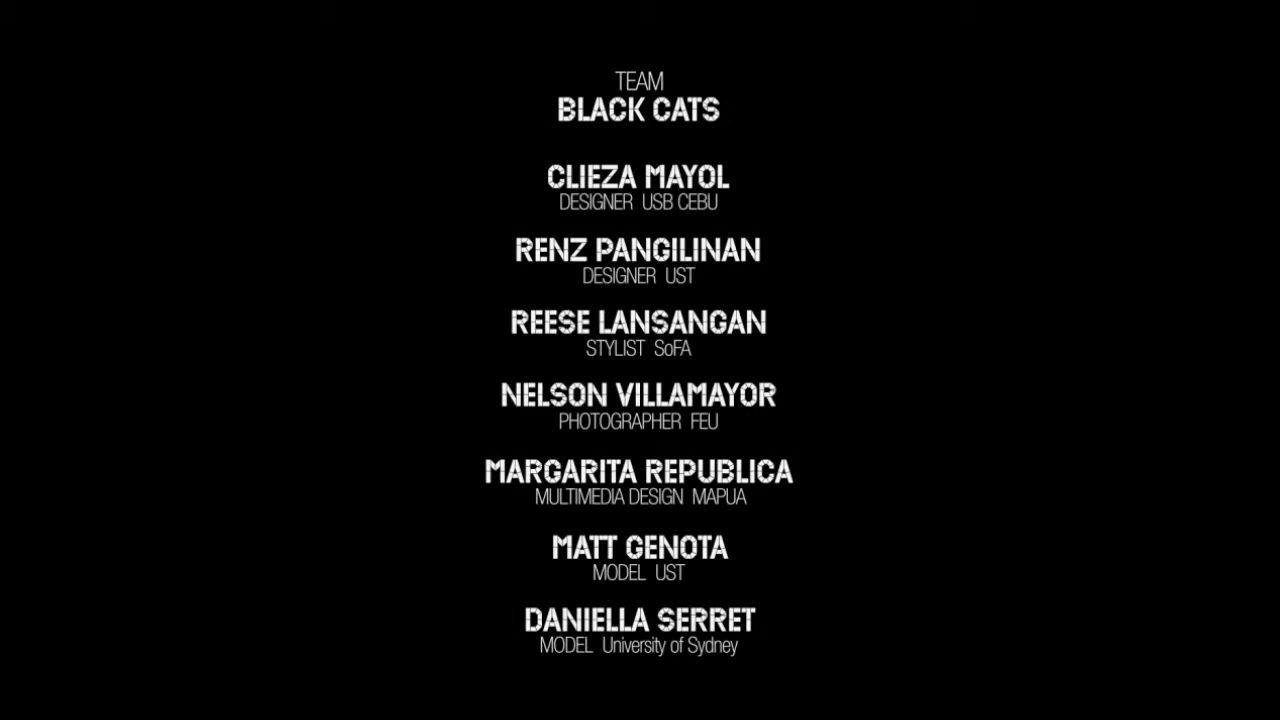 TEAM
BLACK CATS
CLIEZA MAYOL
DESIGNER USB CEBU
RENZ PANGILINAN
DESIGNER UST
REESE LANSANGAN
STYLIST SoFA
NELSON VILLAMAYOR
PHOTOGRAPHER FEU
MARGARITA REPUBLICA
MULTIMEDIA DESIGN MAPUA
MATT GENOTA
MODEL UST
DANIELLA SERRET
MODEL University of Sydney